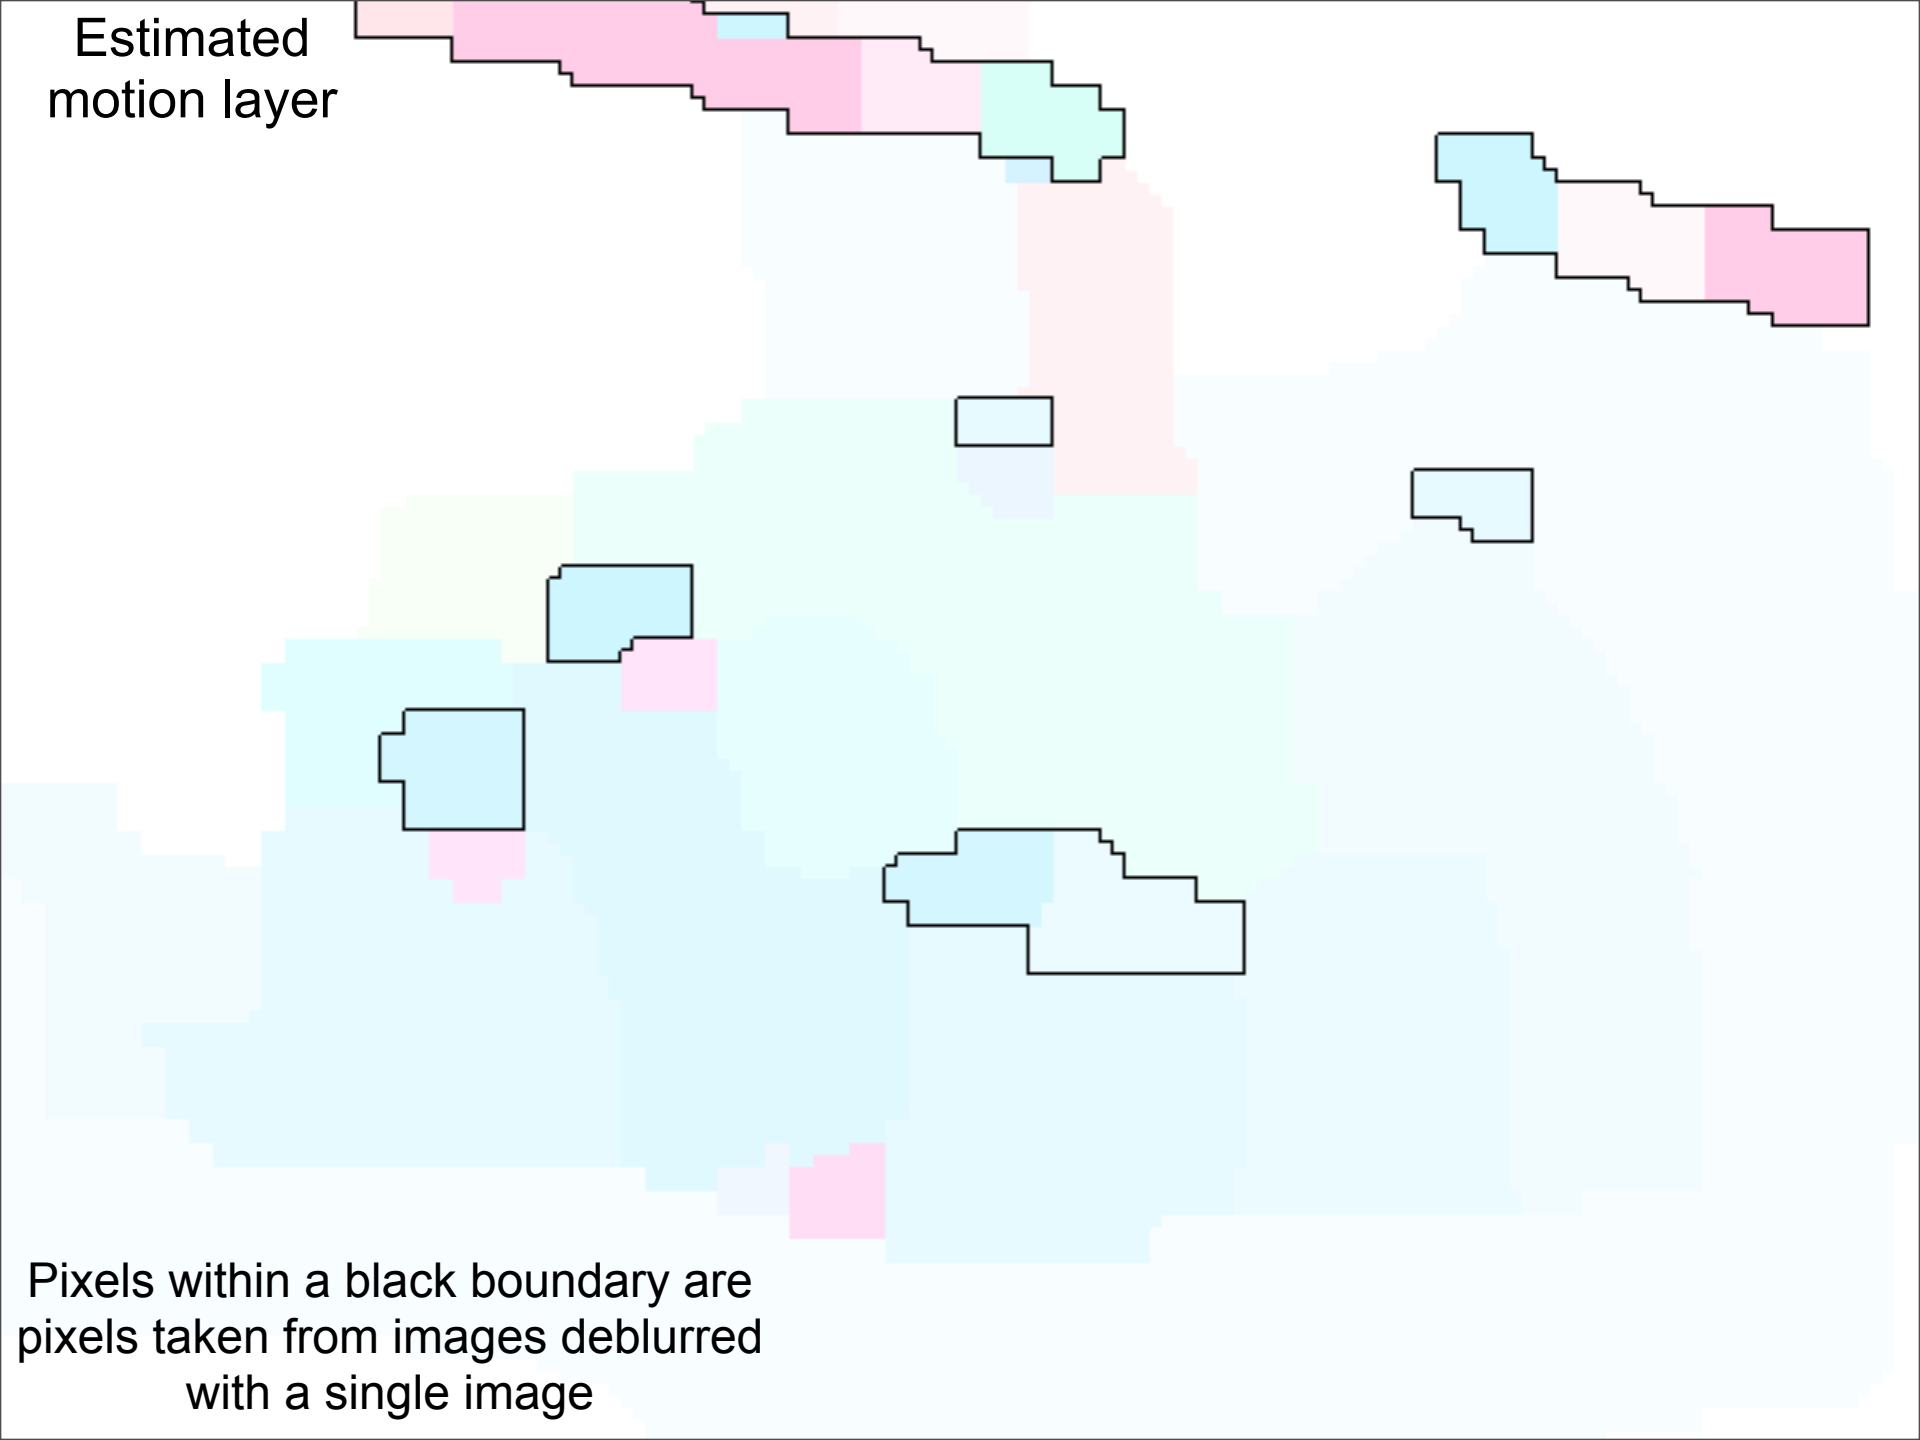 Estimated
motion layer
Pixels within a black boundary are
pixels taken from images deblurred
with a single image